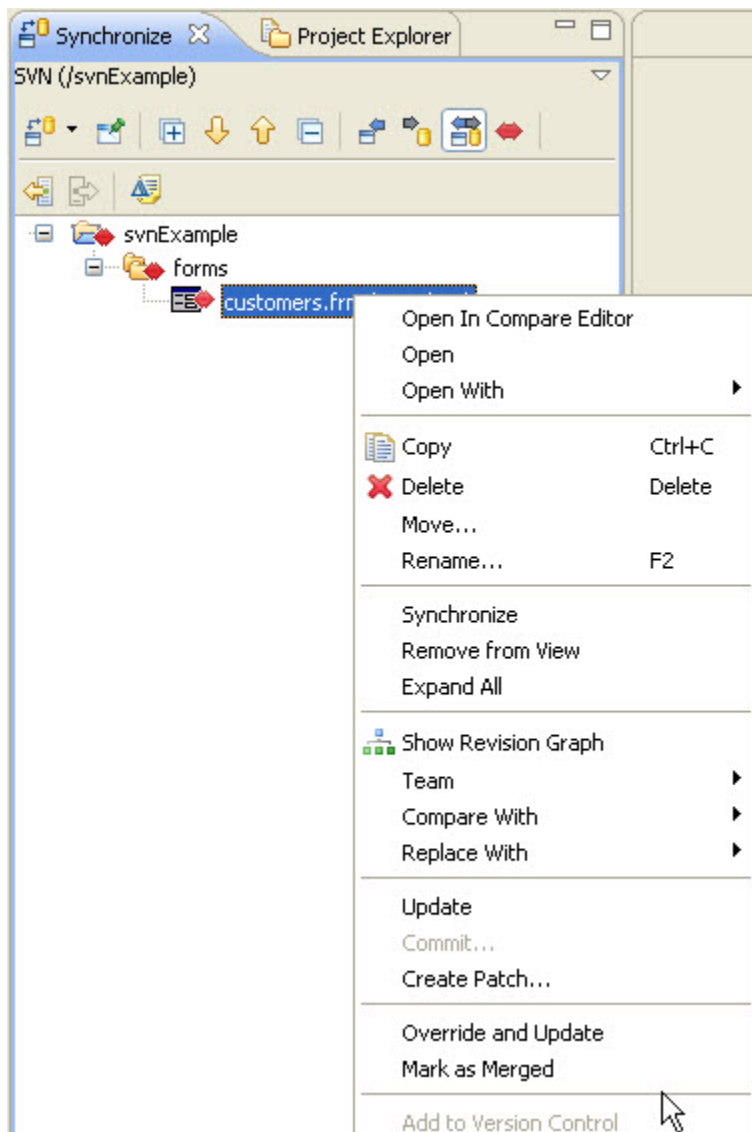 Synchronize Project Explorer
SVN (/svnExample)
svnExample
forms
customers.frm
Open In Compare Editor
Open
Open With
Copy Ctrl+C
Delete Delete
Move...
Rename... F2
Synchronize
Remove from View
Expand All
Show Revision Graph
Team
Compare With
Replace With
Update
Commit...
Create Patch...
Override and Update
Mark as Merged
Add to Version Control